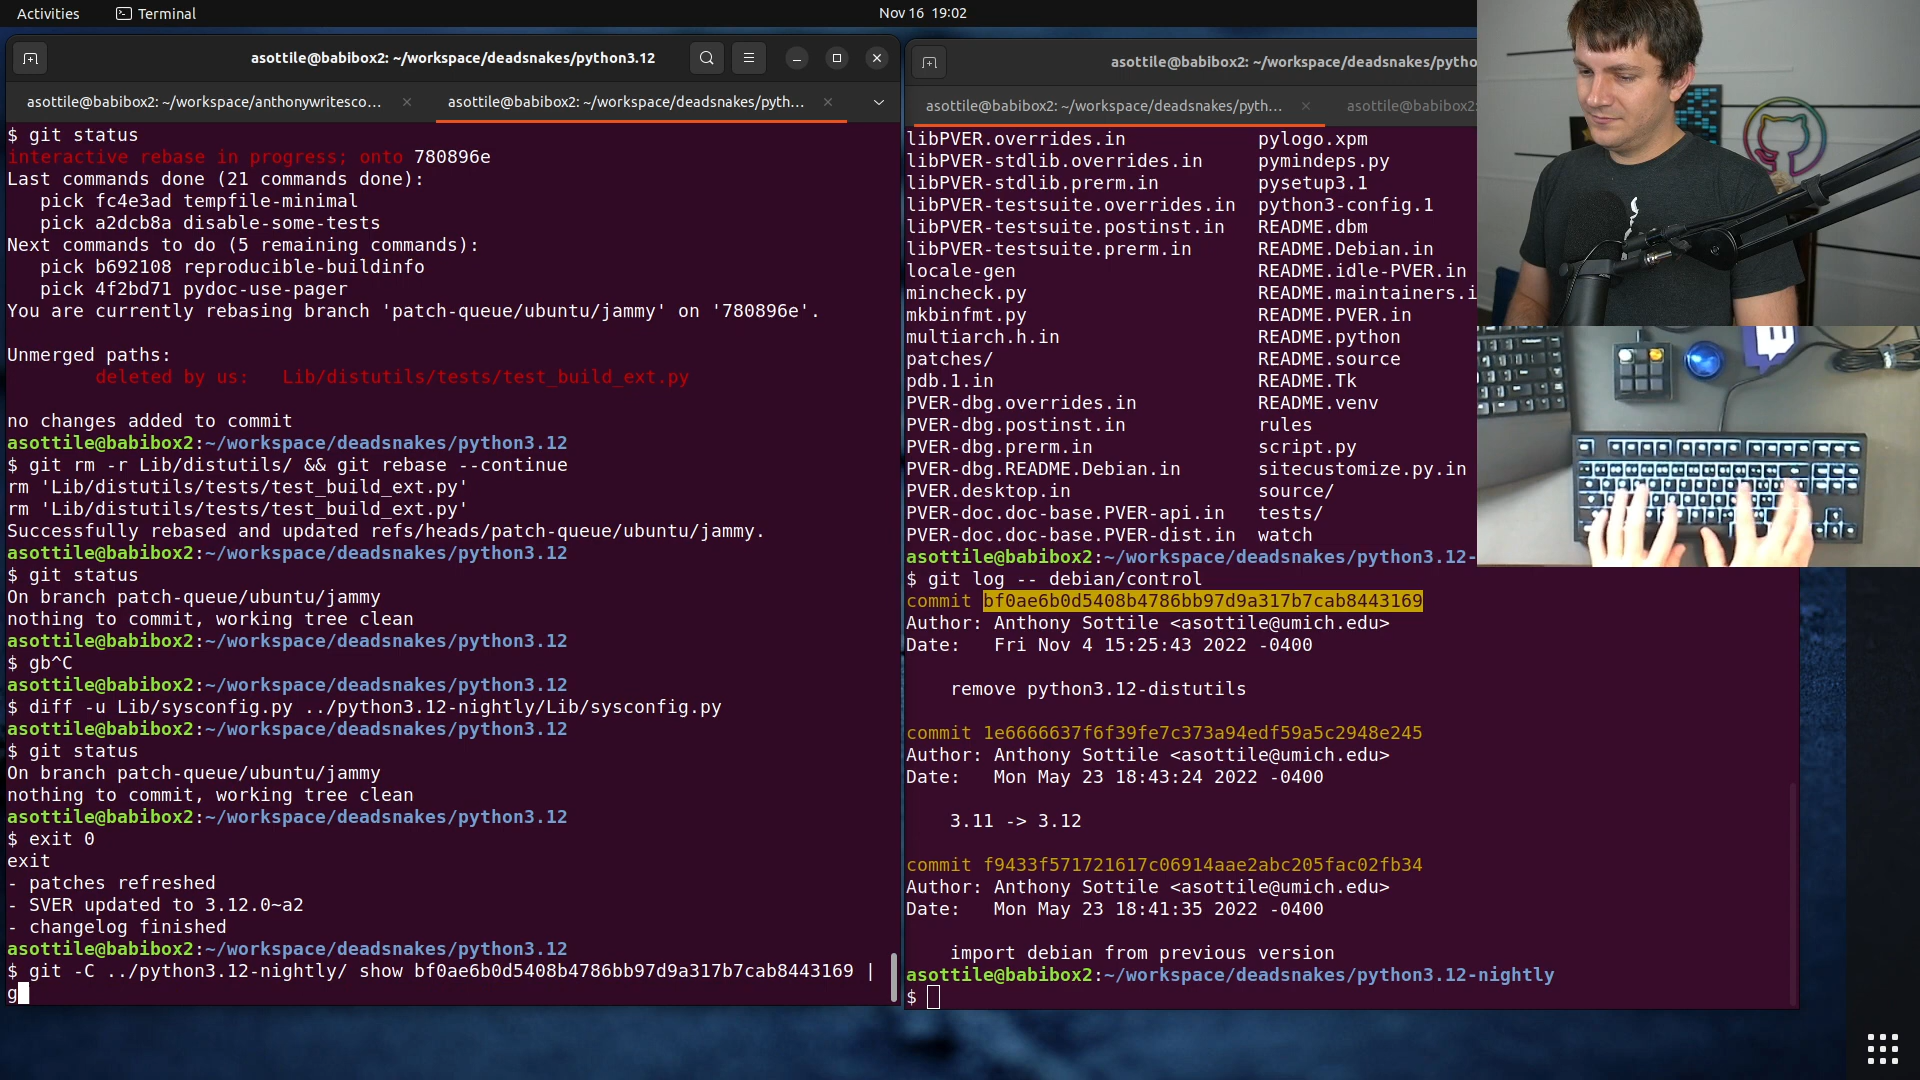 Activities
Terminal
Nov 16 19:02
asottile@babibox2: ~/workspace/deadsnakes/python3.12
asottile@babibox2: ~/workspace/anthonywritesco…
asottile@babibox2: ~/workspace/deadsnakes/pyth…
$ git status
interactive rebase in progress; onto 780896e
Last commands done (21 commands done):
   pick fc4e3ad tempfile-minimal
   pick a2dcb8a disable-some-tests
Next commands to do (5 remaining commands):
   pick b692108 reproducible-buildinfo
   pick 4f2bd71 pydoc-use-pager
You are currently rebasing branch 'patch-queue/ubuntu/jammy' on '780896e'.
Unmerged paths:
        deleted by us:   Lib/distutils/tests/test_build_ext.py
no changes added to commit
asottile@babibox2:~/workspace/deadsnakes/python3.12
$ git rm -r Lib/distutils/ && git rebase --continue
rm 'Lib/distutils/tests/test_build_ext.py'
rm 'Lib/distutils/tests/test_build_ext.py'
Successfully rebased and updated refs/heads/patch-queue/ubuntu/jammy.
asottile@babibox2:~/workspace/deadsnakes/python3.12
$ git status
On branch patch-queue/ubuntu/jammy
nothing to commit, working tree clean
asottile@babibox2:~/workspace/deadsnakes/python3.12
$ gb^C
asottile@babibox2:~/workspace/deadsnakes/python3.12
$ diff -u Lib/sysconfig.py ../python3.12-nightly/Lib/sysconfig.py
asottile@babibox2:~/workspace/deadsnakes/python3.12
$ git status
On branch patch-queue/ubuntu/jammy
nothing to commit, working tree clean
asottile@babibox2:~/workspace/deadsnakes/python3.12
$ exit 0
exit
- patches refreshed
- SVER updated to 3.12.0~a2
- changelog finished
asottile@babibox2:~/workspace/deadsnakes/python3.12
$ git -C ../python3.12-nightly/ show bf0ae6b0d5408b4786bb97d9a317b7cab8443169 |
g
asottile@babibox2: ~/workspace/deadsnakes/pytho
asottile@babibox2: ~/workspace/deadsnakes/pyth…
asottile@babibox2:
libPVER.overrides.in            pylogo.xpm
libPVER-stdlib.overrides.in     pymindeps.py
libPVER-stdlib.prerm.in         pysetup3.1
libPVER-testsuite.overrides.in  python3-config.1
libPVER-testsuite.postinst.in   README.dbm
libPVER-testsuite.prerm.in      README.Debian.in
locale-gen                      README.idle-PVER.in
mincheck.py                     README.maintainers.i
mkbinfmt.py                     README.PVER.in
multiarch.h.in                  README.python
patches/                        README.source
pdb.1.in                        README.Tk
PVER-dbg.overrides.in           README.venv
PVER-dbg.postinst.in            rules
PVER-dbg.prerm.in               script.py
PVER-dbg.README.Debian.in       sitecustomize.py.in
PVER.desktop.in                 source/
PVER-doc.doc-base.PVER-api.in   tests/
PVER-doc.doc-base.PVER-dist.in  watch
asottile@babibox2:~/workspace/deadsnakes/python3.12-
$ git log -- debian/control
commit bf0ae6b0d5408b4786bb97d9a317b7cab8443169
Author: Anthony Sottile <asottile@umich.edu>
Date:   Fri Nov 4 15:25:43 2022 -0400
    remove python3.12-distutils
commit 1e6666637f6f39fe7c373a94edf59a5c2948e245
Author: Anthony Sottile <asottile@umich.edu>
Date:   Mon May 23 18:43:24 2022 -0400
    3.11 -> 3.12
commit f9433f571721617c06914aae2abc205fac02fb34
Author: Anthony Sottile <asottile@umich.edu>
Date:   Mon May 23 18:41:35 2022 -0400
    import debian from previous version
asottile@babibox2:~/workspace/deadsnakes/python3.12-nightly
$